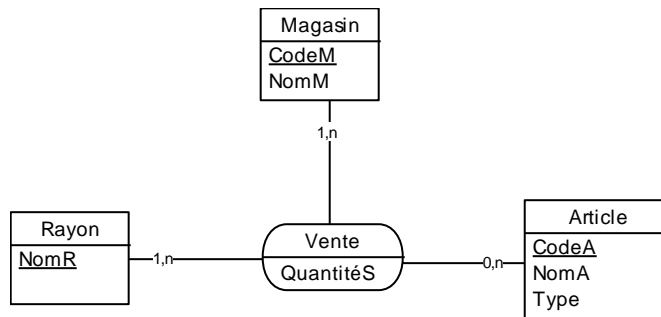 Magasin
CodeM
NomM
1,n
Rayon
NomR
1,n
Vente
QuantitéS
0,n
Article
CodeA
NomA
Type